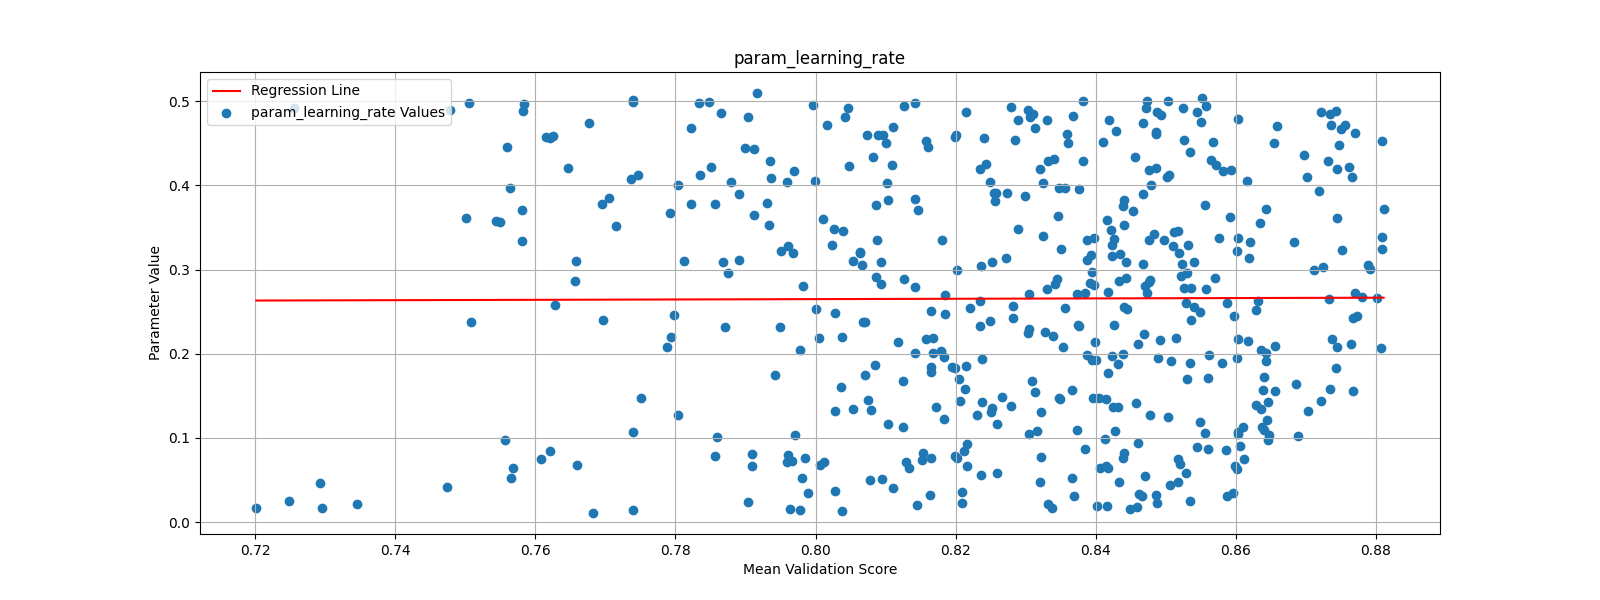 param_learning_rate
Regression Line
param_learning_rate Values
Parameter Value
0.5
0.4
0.3
0.2
0.1
0.0
0.72 0.74 0.76 0.78 0.80 0.82 0.84 0.86 0.88
Mean Validation Score